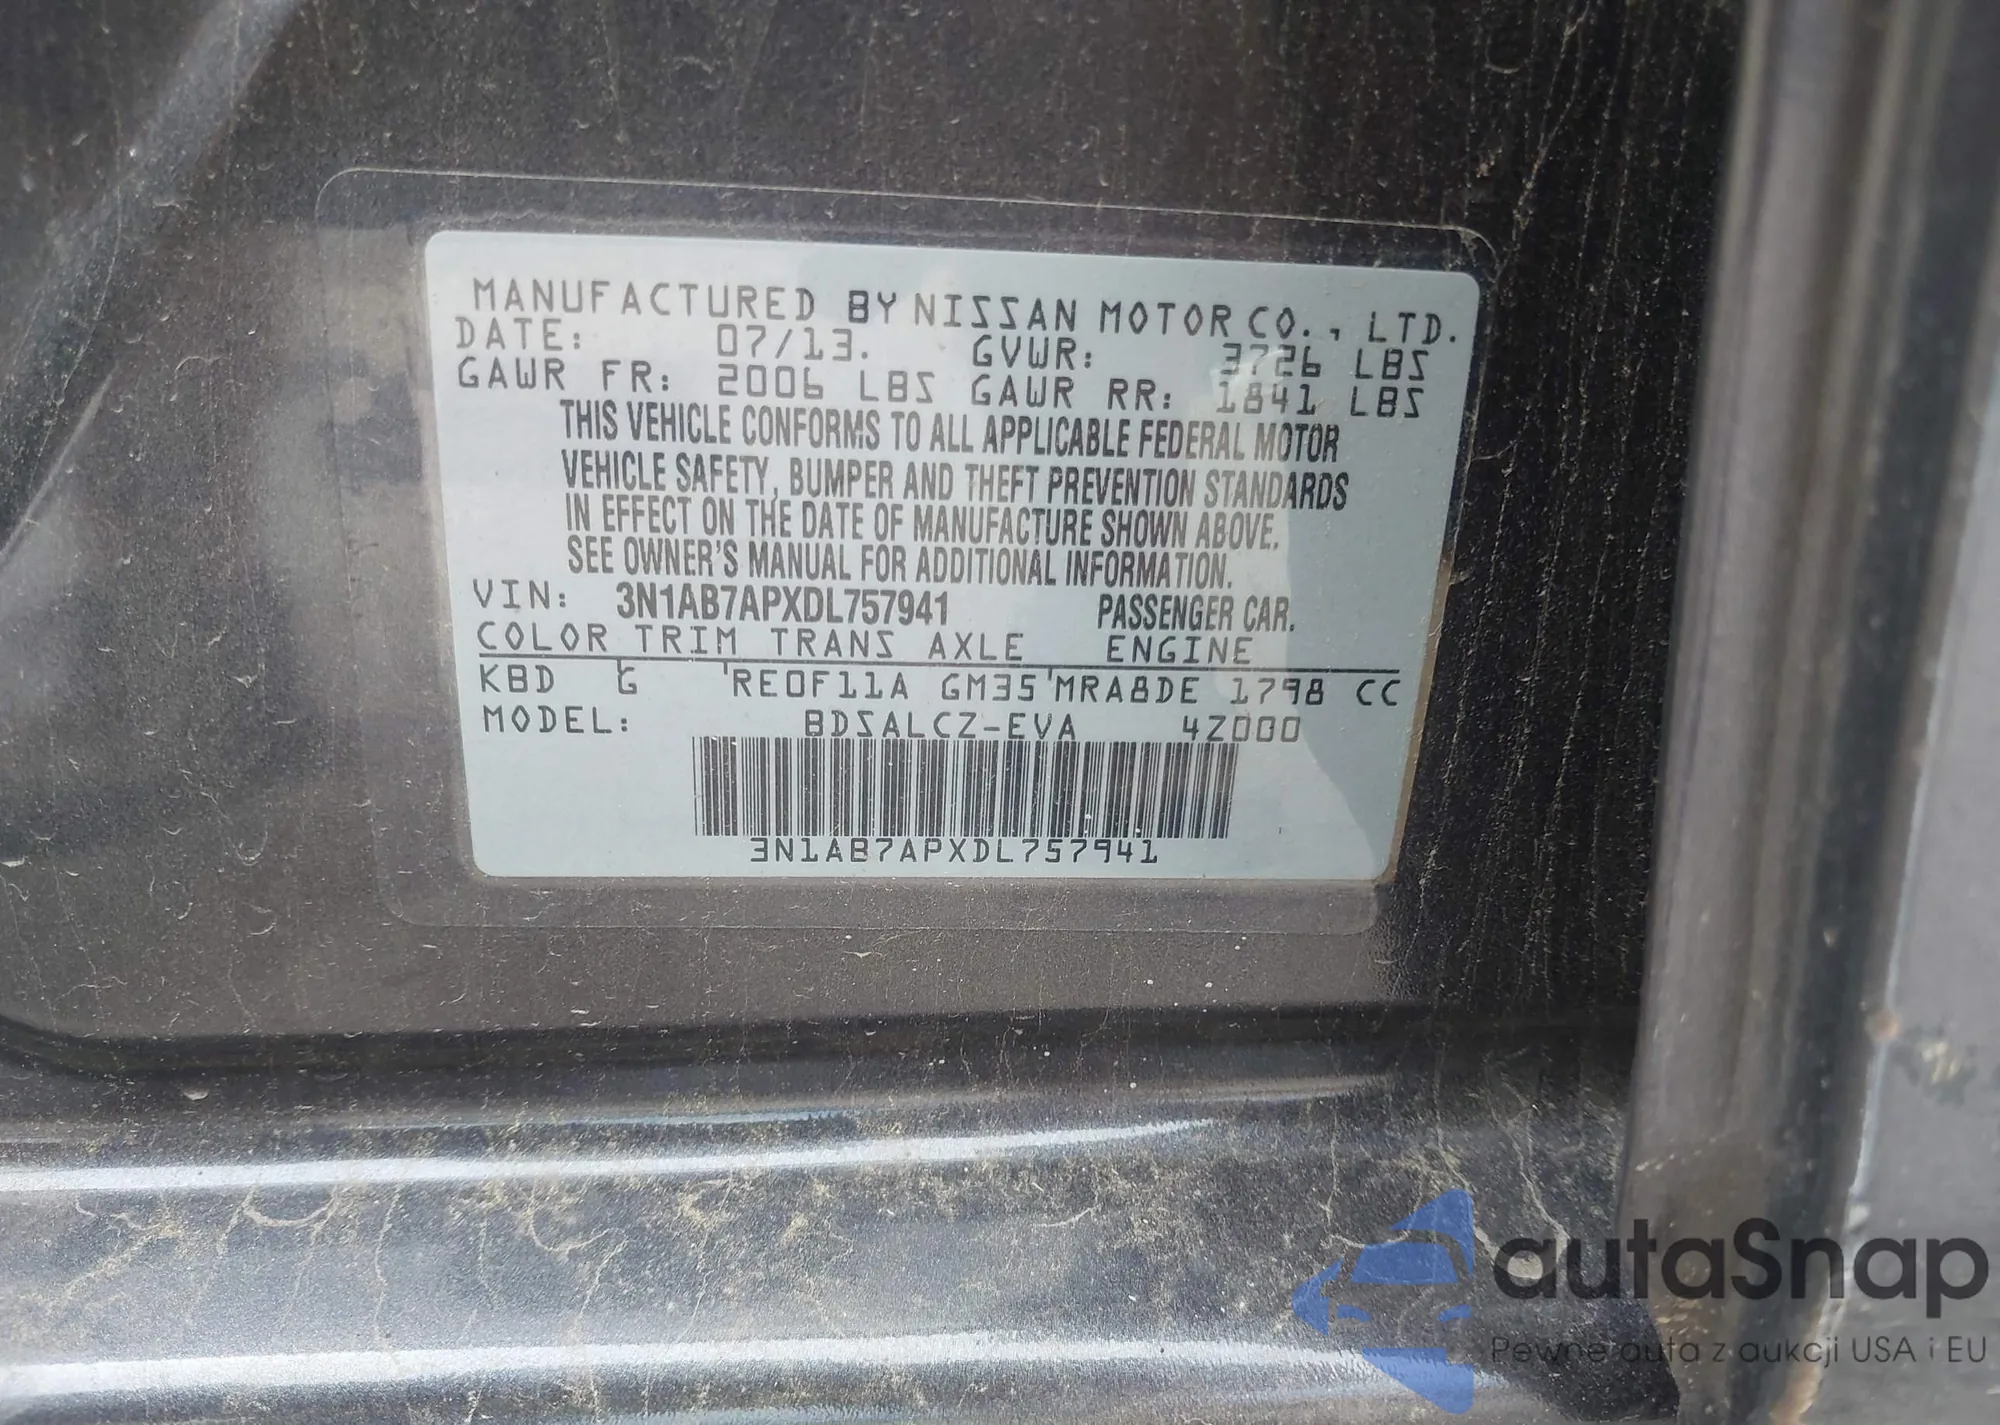 MANUFACTURED BY NISSAN MOTOR CO., LTD.
DATE: 07/13. GVWR: 3726 LBS
GAWR FR: 2006 LBS GAWR RR: 1841 LBS
THIS VEHICLE CONFORMS TO ALL APPLICABLE FEDERAL MOTOR
VEHICLE SAFETY, BUMPER AND THEFT PREVENTION STANDARDS
IN EFFECT ON THE DATE OF MANUFACTURE SHOWN ABOVE.
SEE OWNER'S MANUAL FOR ADDITIONAL INFORMATION.
VIN: 3N1AB7APXDL757941 PASSENGER CAR.
COLOR TRIM TRANS AXLE ENGINE
KBD G 'RE0F11A GM35'MRA8DE 1798 CC
MODEL: BDSALCZ-EVA 4Z000
3N1AB7APXDL757941
autaSnap
Pewne auta z aukcji USA i EU